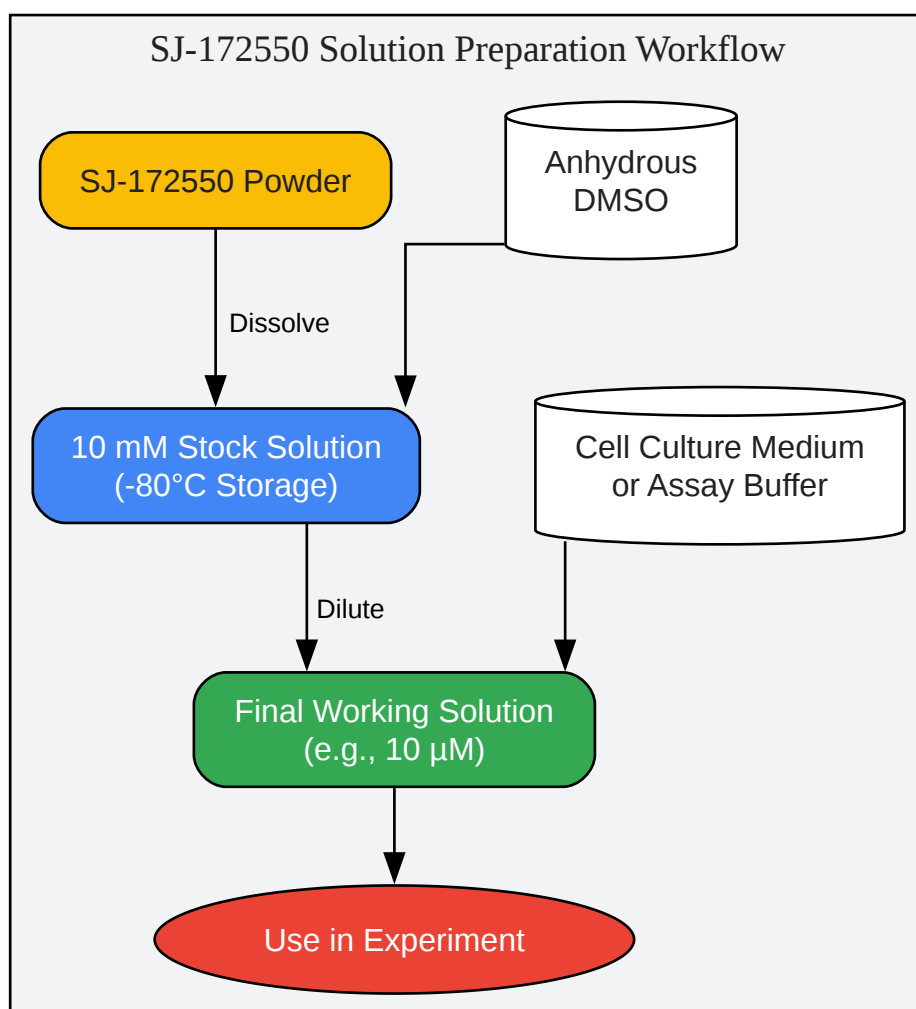 SJ-172550 Solution Preparation Workflow
SJ-172550 Powder
Anhydrous
DMSO
Dissolve
10 mM Stock Solution
(-80°C Storage)
Cell Culture Medium
or Assay Buffer
Dilute
Final Working Solution
(e.g., 10 µM)
Use in Experiment